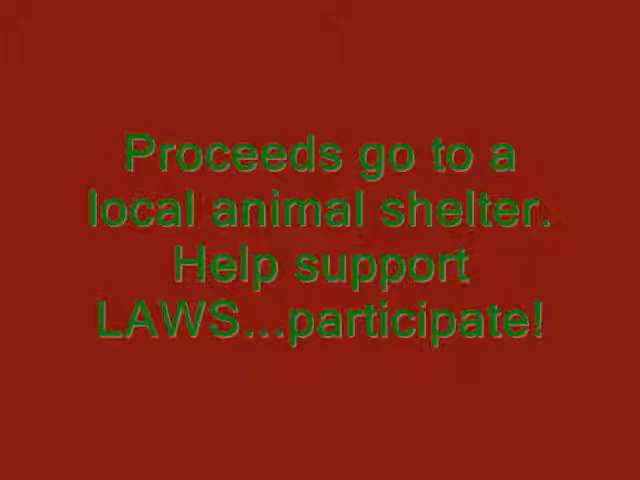 Proceeds go to a
local animal shelter.
Help support
LAWS...participate!